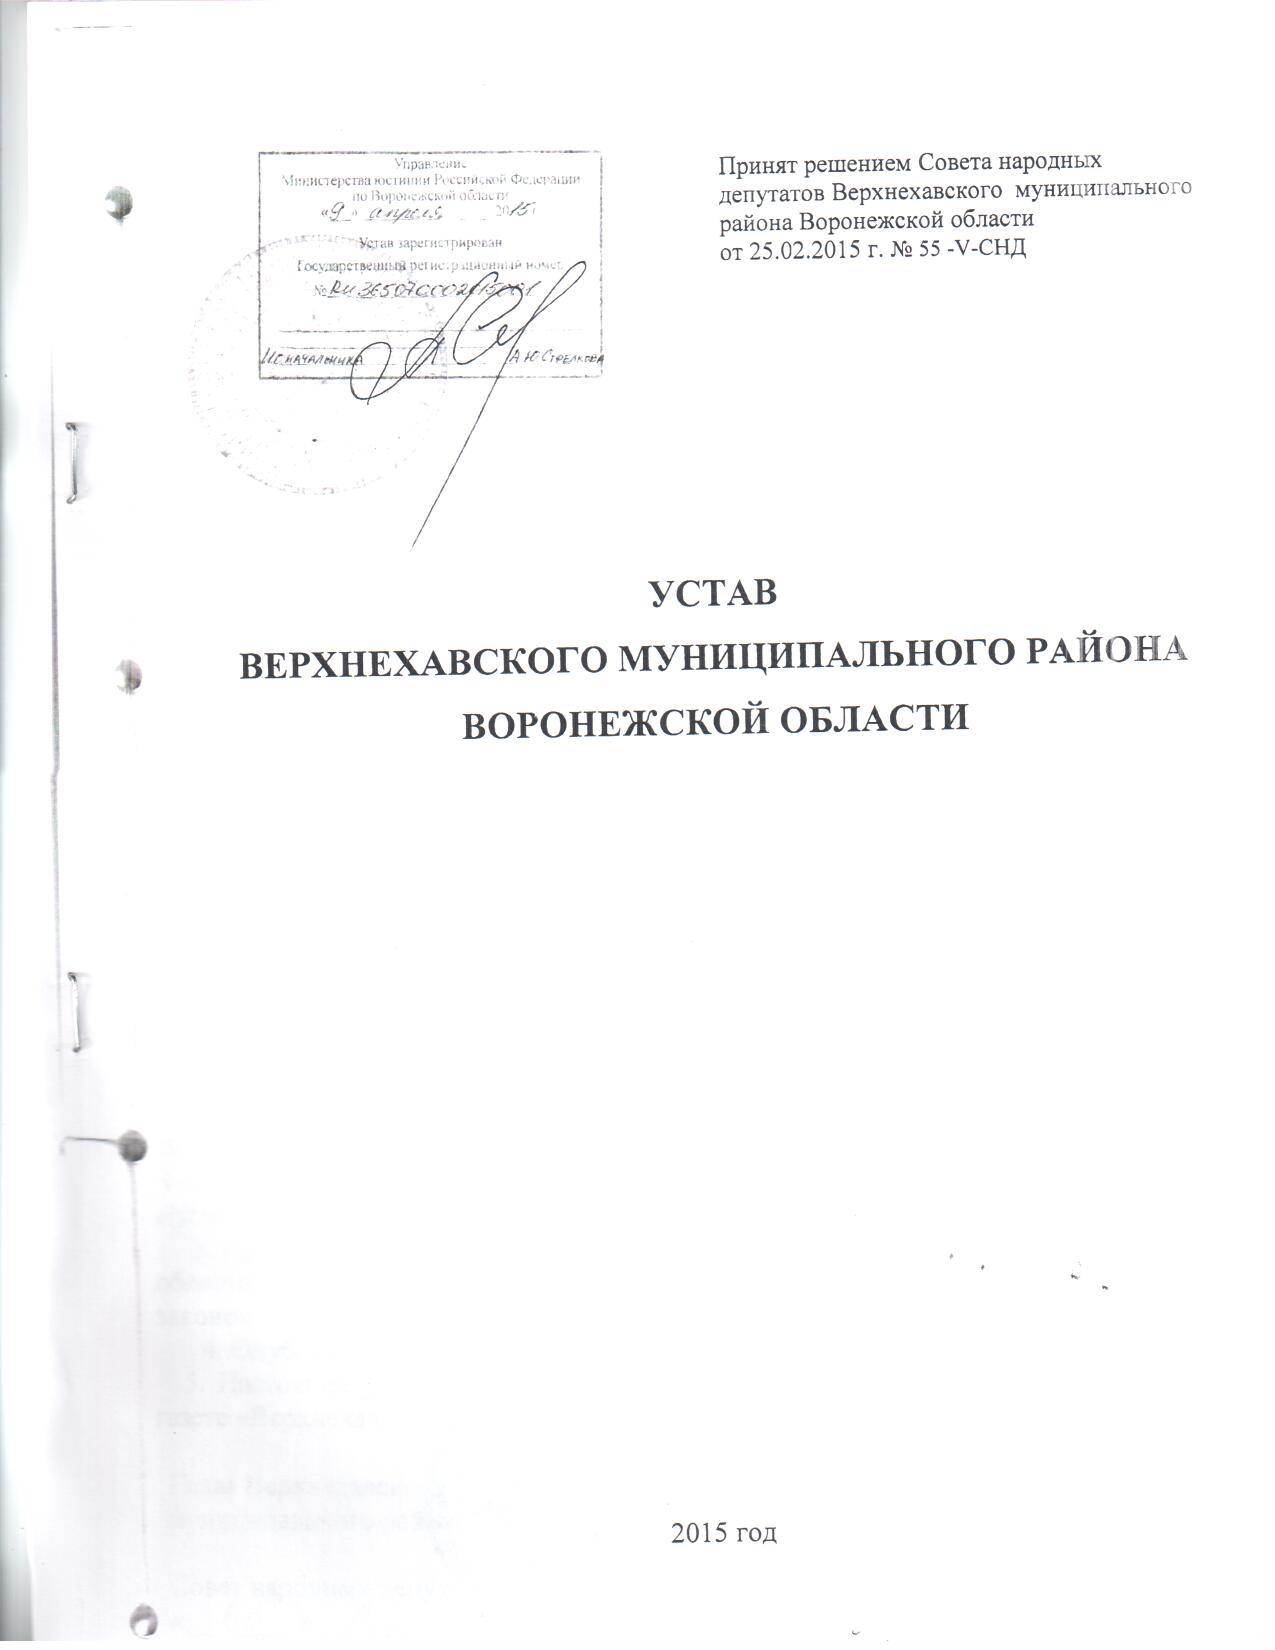 Управление
Министерства юстиции Российской Федерации
по Воронежской области
«9» апреля 2015 г
Устав зарегистрирован
Государственный регистрационный номер
№ RU365070002015001
И.о. начальника А Ю Стрелкова
Принят решением Совета народных
депутатов Верхнехавского муниципального
района Воронежской области
от 25.02.2015 г. № 55 -V-СНД
УСТАВ
ВЕРХНЕХАВСКОГО МУНИЦИПАЛЬНОГО РАЙОНА
ВОРОНЕЖСКОЙ ОБЛАСТИ
2015 год